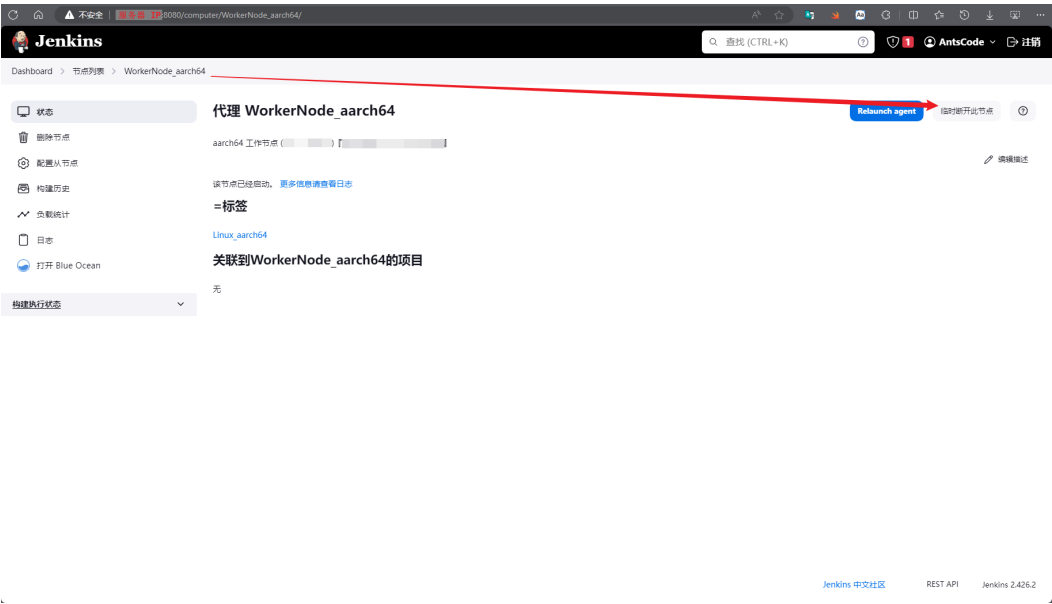 不安全 | 服务器 IP:8080/computer/WorkerNode_aarch64/
Jenkins
查找 (CTRL+K)
1
AntsCode
注销
Dashboard > 节点列表 > WorkerNode_aarch64
状态
删除节点
配置从节点
构建历史
负载统计
日志
打开 Blue Ocean
构建执行状态
代理 WorkerNode_aarch64
Relaunch agent
临时断开此节点
aarch64 工作节点 (
)
编辑描述
该节点已经启动。 更多信息请查看日志
=标签
Linux_aarch64
关联到WorkerNode_aarch64的项目
无
Jenkins 中文社区
REST API
Jenkins 2.426.2